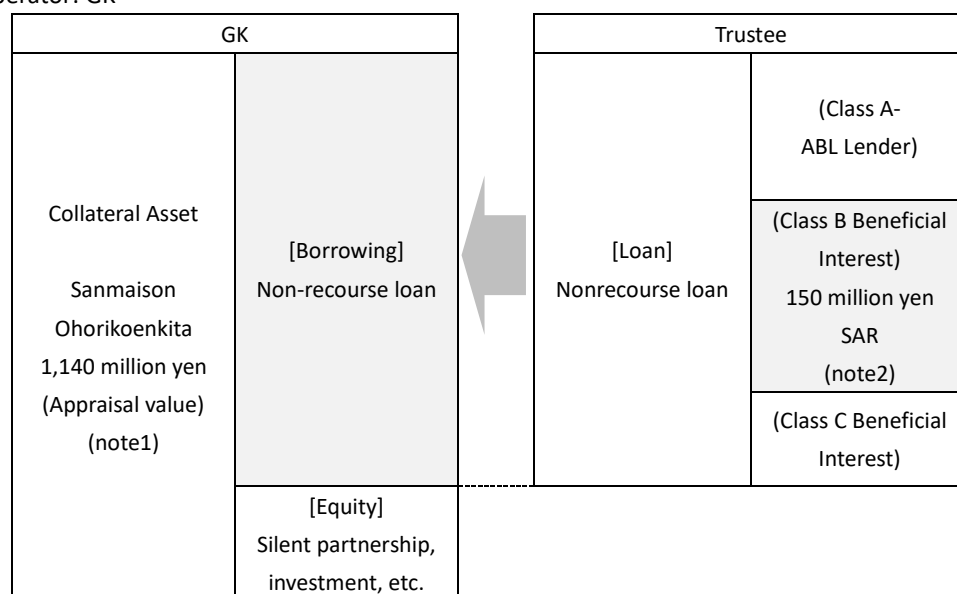 GK
Collateral Asset
Sanmaison
Ohorikoenkita
1,140 million yen
(Appraisal value)
(note1)
[Borrowing]
Non-recourse loan
[Equity]
Silent partnership,
investment, etc.
Trustee
[Loan]
Nonrecourse loan
(Class A-
ABL Lender)
(Class B Beneficial
Interest)
150 million yen
SAR
(note2)
(Class C Beneficial
Interest)